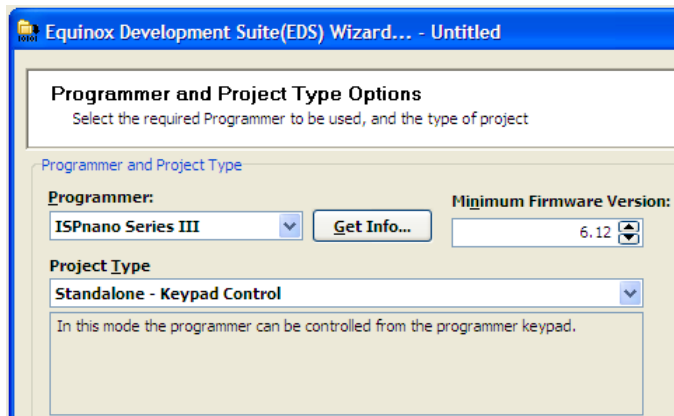 Equinox Development Suite(EDS) Wizard... - Untitled
Programmer and Project Type Options
Select the required Programmer to be used, and the type of project
Programmer and Project Type
Programmer:
Minimum Firmware Version:
ISPnano Series III
Get Info...
6.12
Project Type
Standalone - Keypad Control
In this mode the programmer can be controlled from the programmer keypad.